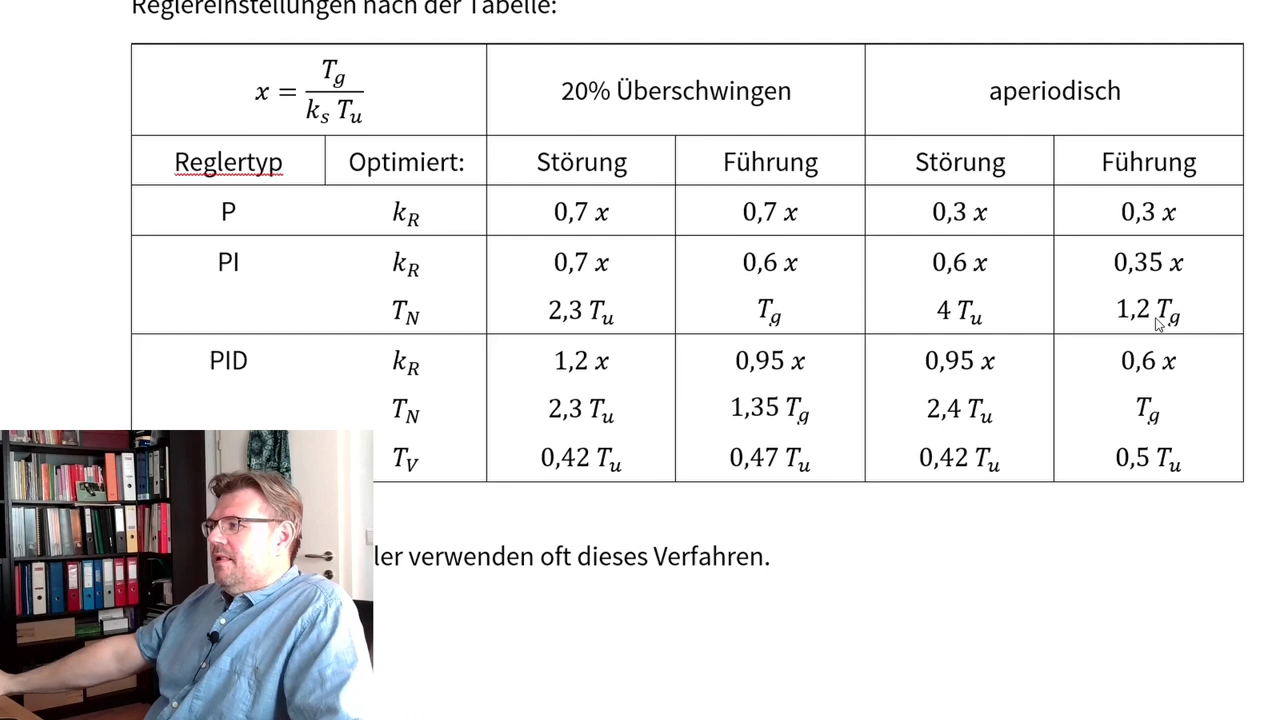 Reglereinstellungen nach der Tabelle:
x = T_g / (k_s T_u) 20% Überschwingen aperiodisch
Reglertyp Optimiert: Störung Führung Störung Führung
P k_R 0,7 x 0,7 x 0,3 x 0,3 x
PI k_R 0,7 x 0,6 x 0,6 x 0,35 x
T_N 2,3 T_u T_g 4 T_u 1,2 T_g
PID k_R 1,2 x 0,95 x 0,95 x 0,6 x
T_N 2,3 T_u 1,35 T_g 2,4 T_u T_g
T_V 0,42 T_u 0,47 T_u 0,42 T_u 0,5 T_u
ler verwenden oft dieses Verfahren.